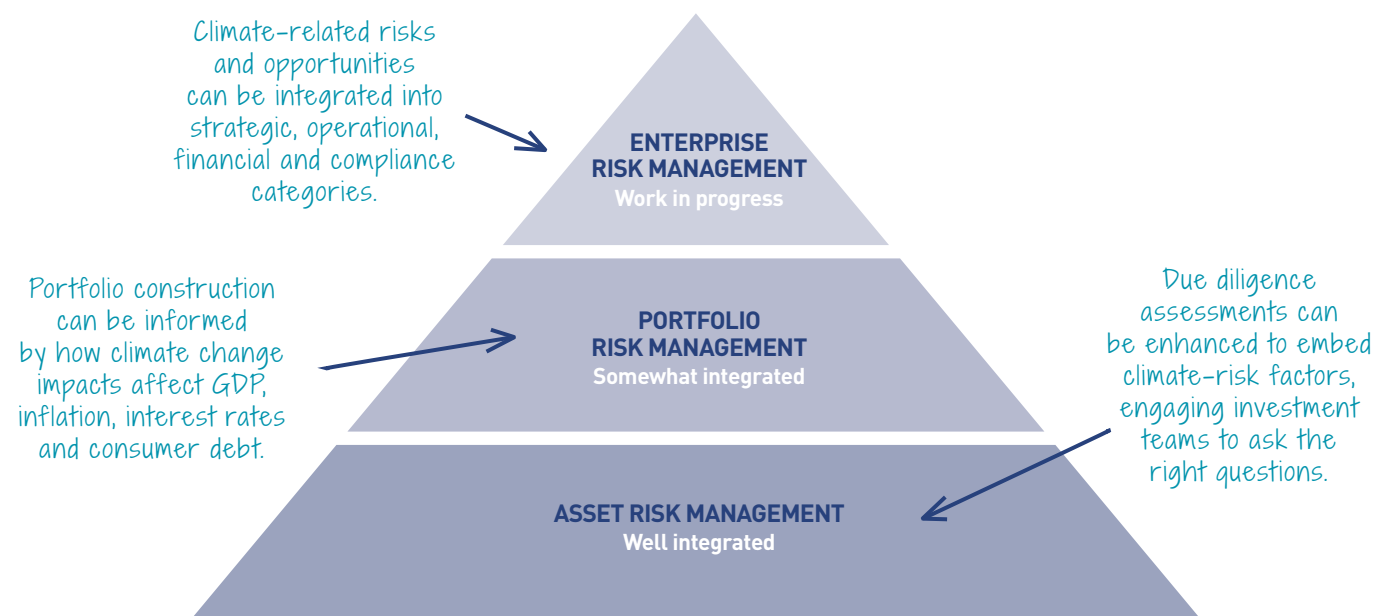 Climate-related risks
and opportunities
can be integrated into
strategic, operational,
financial and compliance
categories.
ENTERPRISE
RISK MANAGEMENT
Work in progress
Portfolio construction
can be informed
by how climate change
impacts affect GDP,
inflation, interest rates
and consumer debt.
PORTFOLIO
RISK MANAGEMENT
Somewhat integrated
Due diligence
assessments can
be enhanced to embed
climate-risk factors,
engaging investment
teams to ask the
right questions.
ASSET RISK MANAGEMENT
Well integrated